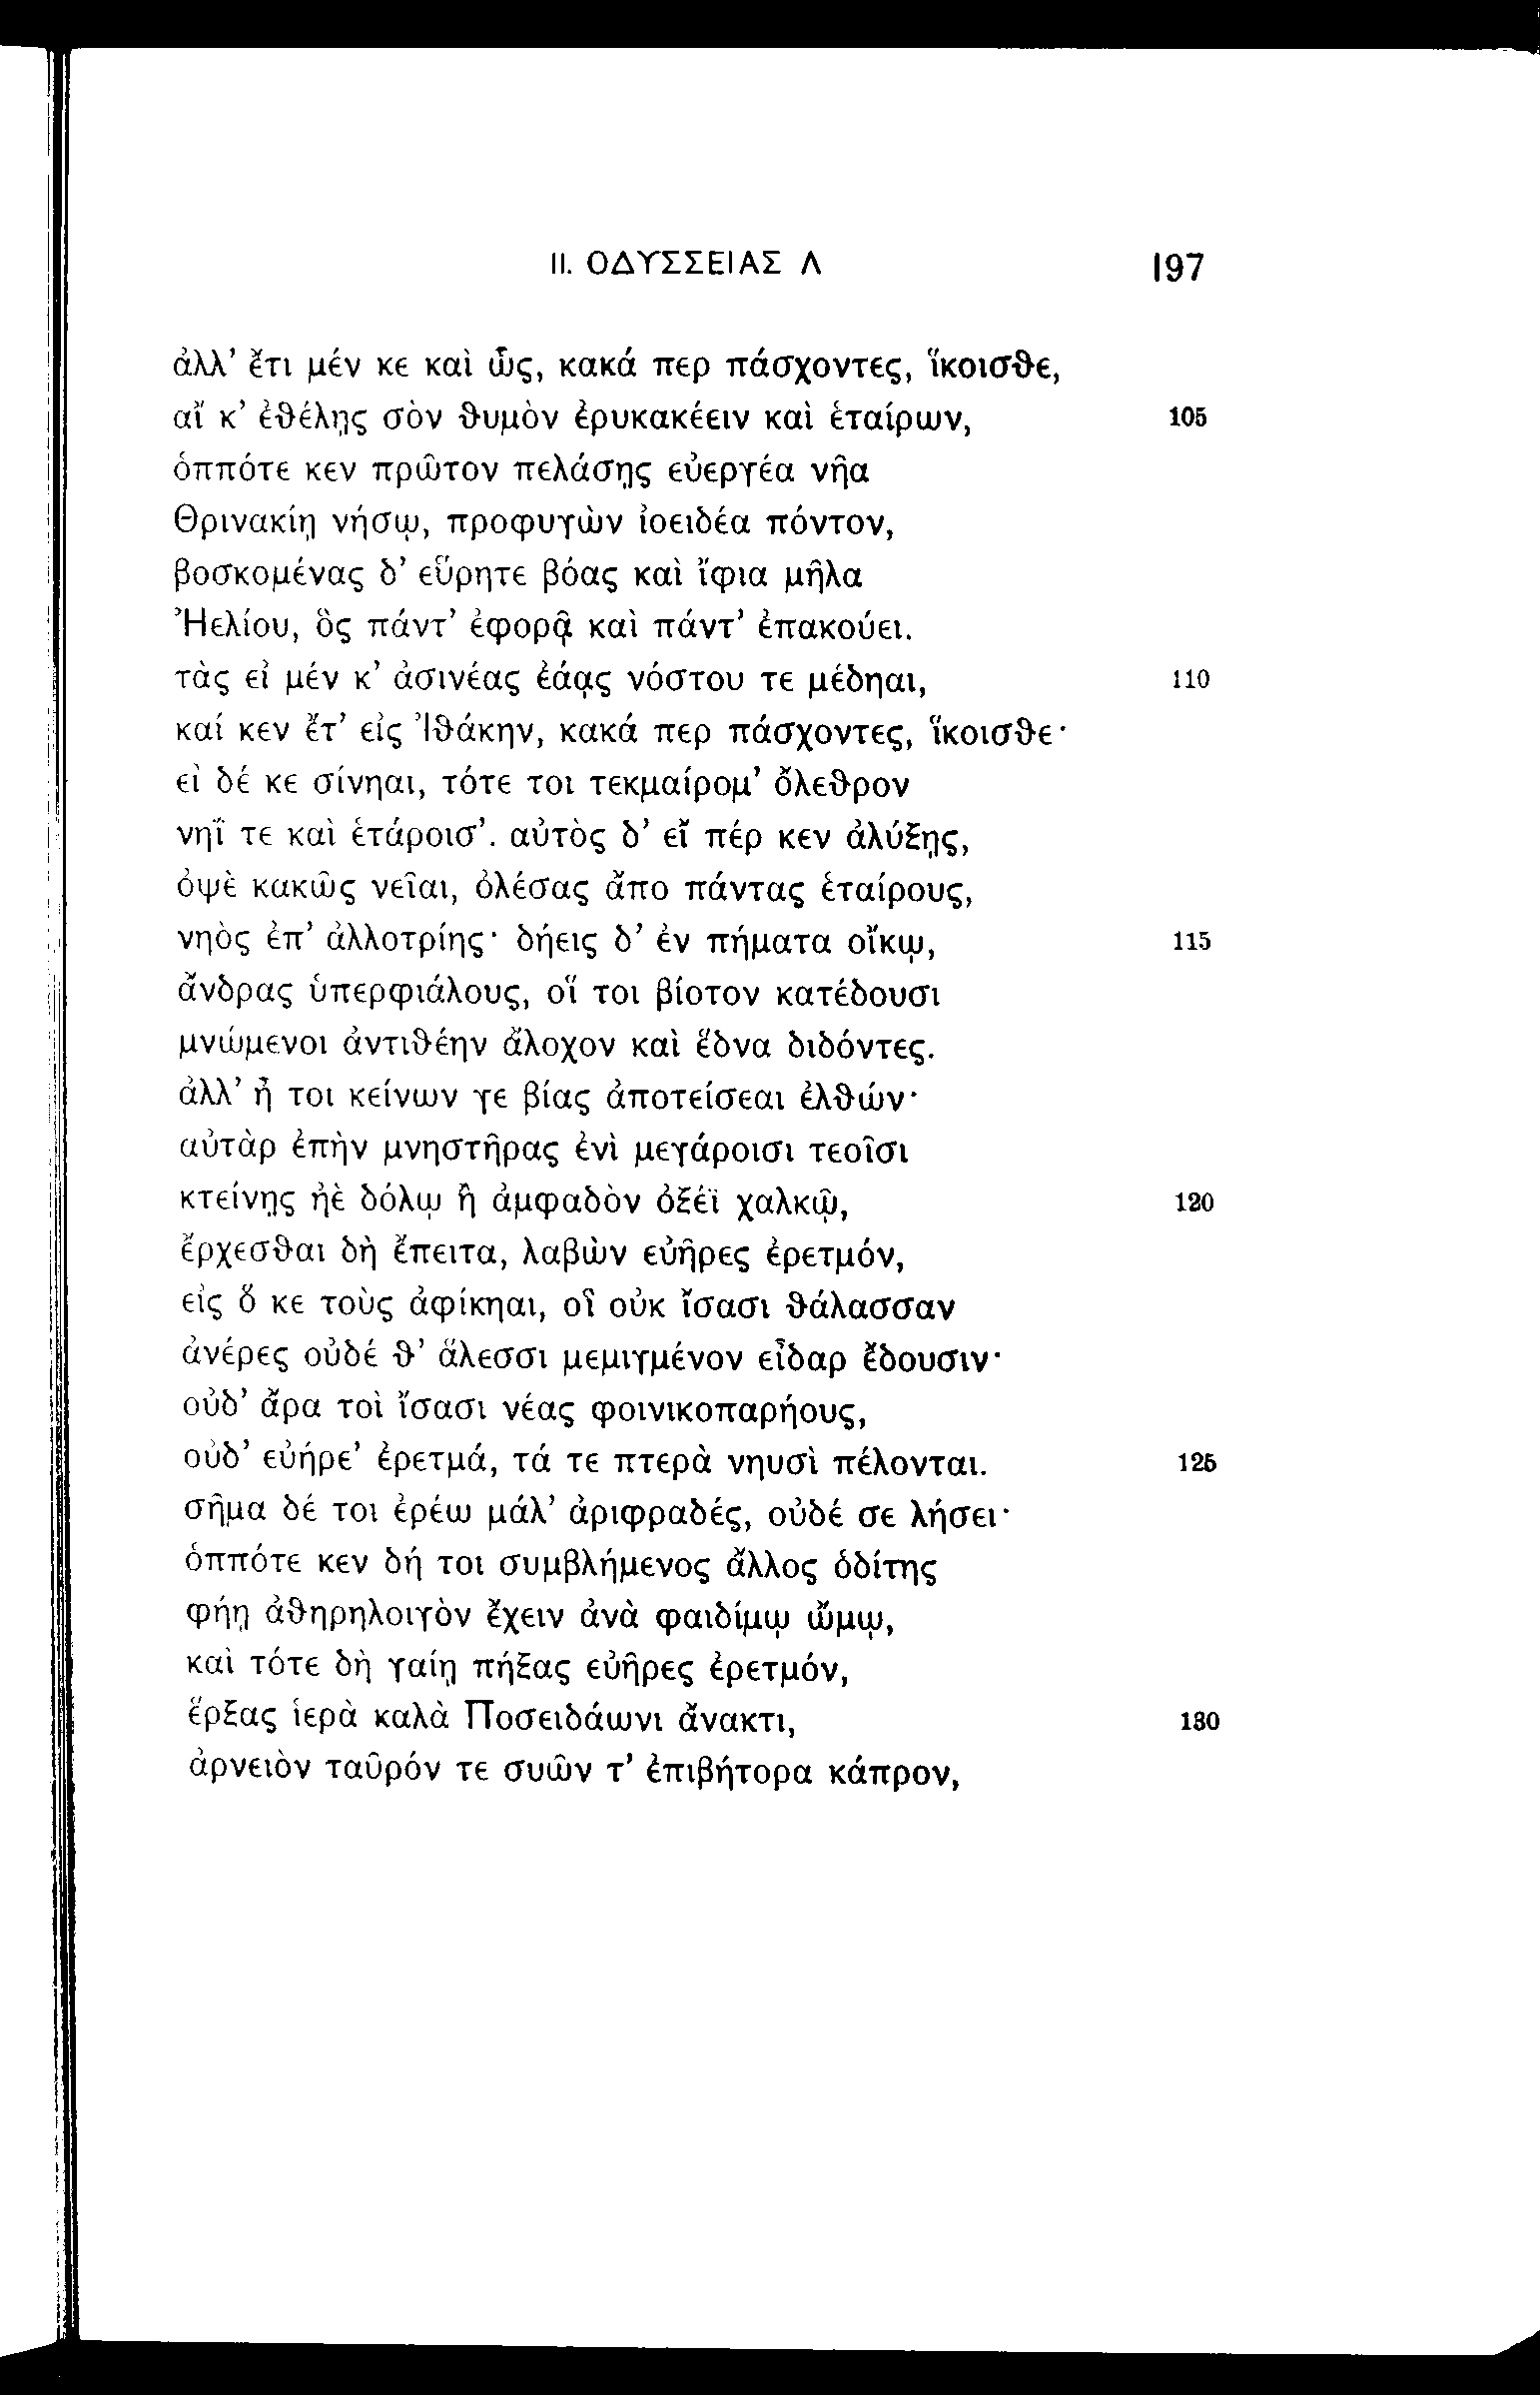 11. ΟΔΥΣΣΕΙΑΣ Λ 197
ἀλλ’ ἔτι μέν κε καὶ ὧς, κακά περ πάσχοντες, ἵκοισθε,
αἴ κ’ ἐθέλῃς σὸν θυμὸν ἐρυκακέειν καὶ ἑταίρων, 105
ὁππότε κεν πρῶτον πελάσῃς εὐεργέα νῆα
Θρινακίῃ νήσῳ, προφυγὼν ἰοειδέα πόντον,
βοσκομένας δ’ εὕρητε βόας καὶ ἴφια μῆλα
Ἠελίου, ὃς πάντ’ ἐφορᾷ καὶ πάντ’ ἐπακούει.
τὰς εἰ μέν κ’ ἀσινέας ἐάᾳς νόστου τε μέδηαι, 110
καί κεν ἔτ’ εἰς Ἰθάκην, κακά περ πάσχοντες, ἵκοισθε·
εἰ δέ κε σίνηαι, τότε τοι τεκμαίρομ’ ὄλεθρον
νηΐ τε καὶ ἑτάροισ’. αὐτὸς δ’ εἴ πέρ κεν ἀλύξῃς,
ὀψὲ κακῶς νεῖαι, ὀλέσας ἄπο πάντας ἑταίρους,
νηὸς ἐπ’ ἀλλοτρίης· δήεις δ’ ἐν πήματα οἴκῳ, 115
ἄνδρας ὑπερφιάλους, οἵ τοι βίοτον κατέδουσι
μνώμενοι ἀντιθέην ἄλοχον καὶ ἕδνα διδόντες.
ἀλλ’ ἦ τοι κείνων γε βίας ἀποτείσεαι ἐλθών·
αὐτὰρ ἐπὴν μνηστῆρας ἐνὶ μεγάροισι τεοῖσι
κτείνῃς ἠὲ δόλῳ ἢ ἀμφαδὸν ὀξέϊ χαλκῷ, 120
ἔρχεσθαι δὴ ἔπειτα, λαβὼν εὐῆρες ἐρετμόν,
εἰς ὅ κε τοὺς ἀφίκηαι, οἳ οὐκ ἴσασι θάλασσαν
ἀνέρες οὐδέ θ’ ἅλεσσι μεμιγμένον εἶδαρ ἔδουσιν·
οὐδ’ ἄρα τοὶ ἴσασι νέας φοινικοπαρῄους,
οὐδ’ εὐήρε’ ἐρετμά, τά τε πτερὰ νηυσὶ πέλονται. 125
σῆμα δέ τοι ἐρέω μάλ’ ἀριφραδές, οὐδέ σε λήσει·
ὁππότε κεν δή τοι συμβλήμενος ἄλλος ὁδίτης
φήῃ ἀθηρηλοιγὸν ἔχειν ἀνὰ φαιδίμῳ ὤμῳ,
καὶ τότε δὴ γαίῃ πήξας εὐῆρες ἐρετμόν,
ἕρξας ἱερὰ καλὰ Ποσειδάωνι ἄνακτι, 130
ἀρνειὸν ταῦρόν τε συῶν τ’ ἐπιβήτορα κάπρον,